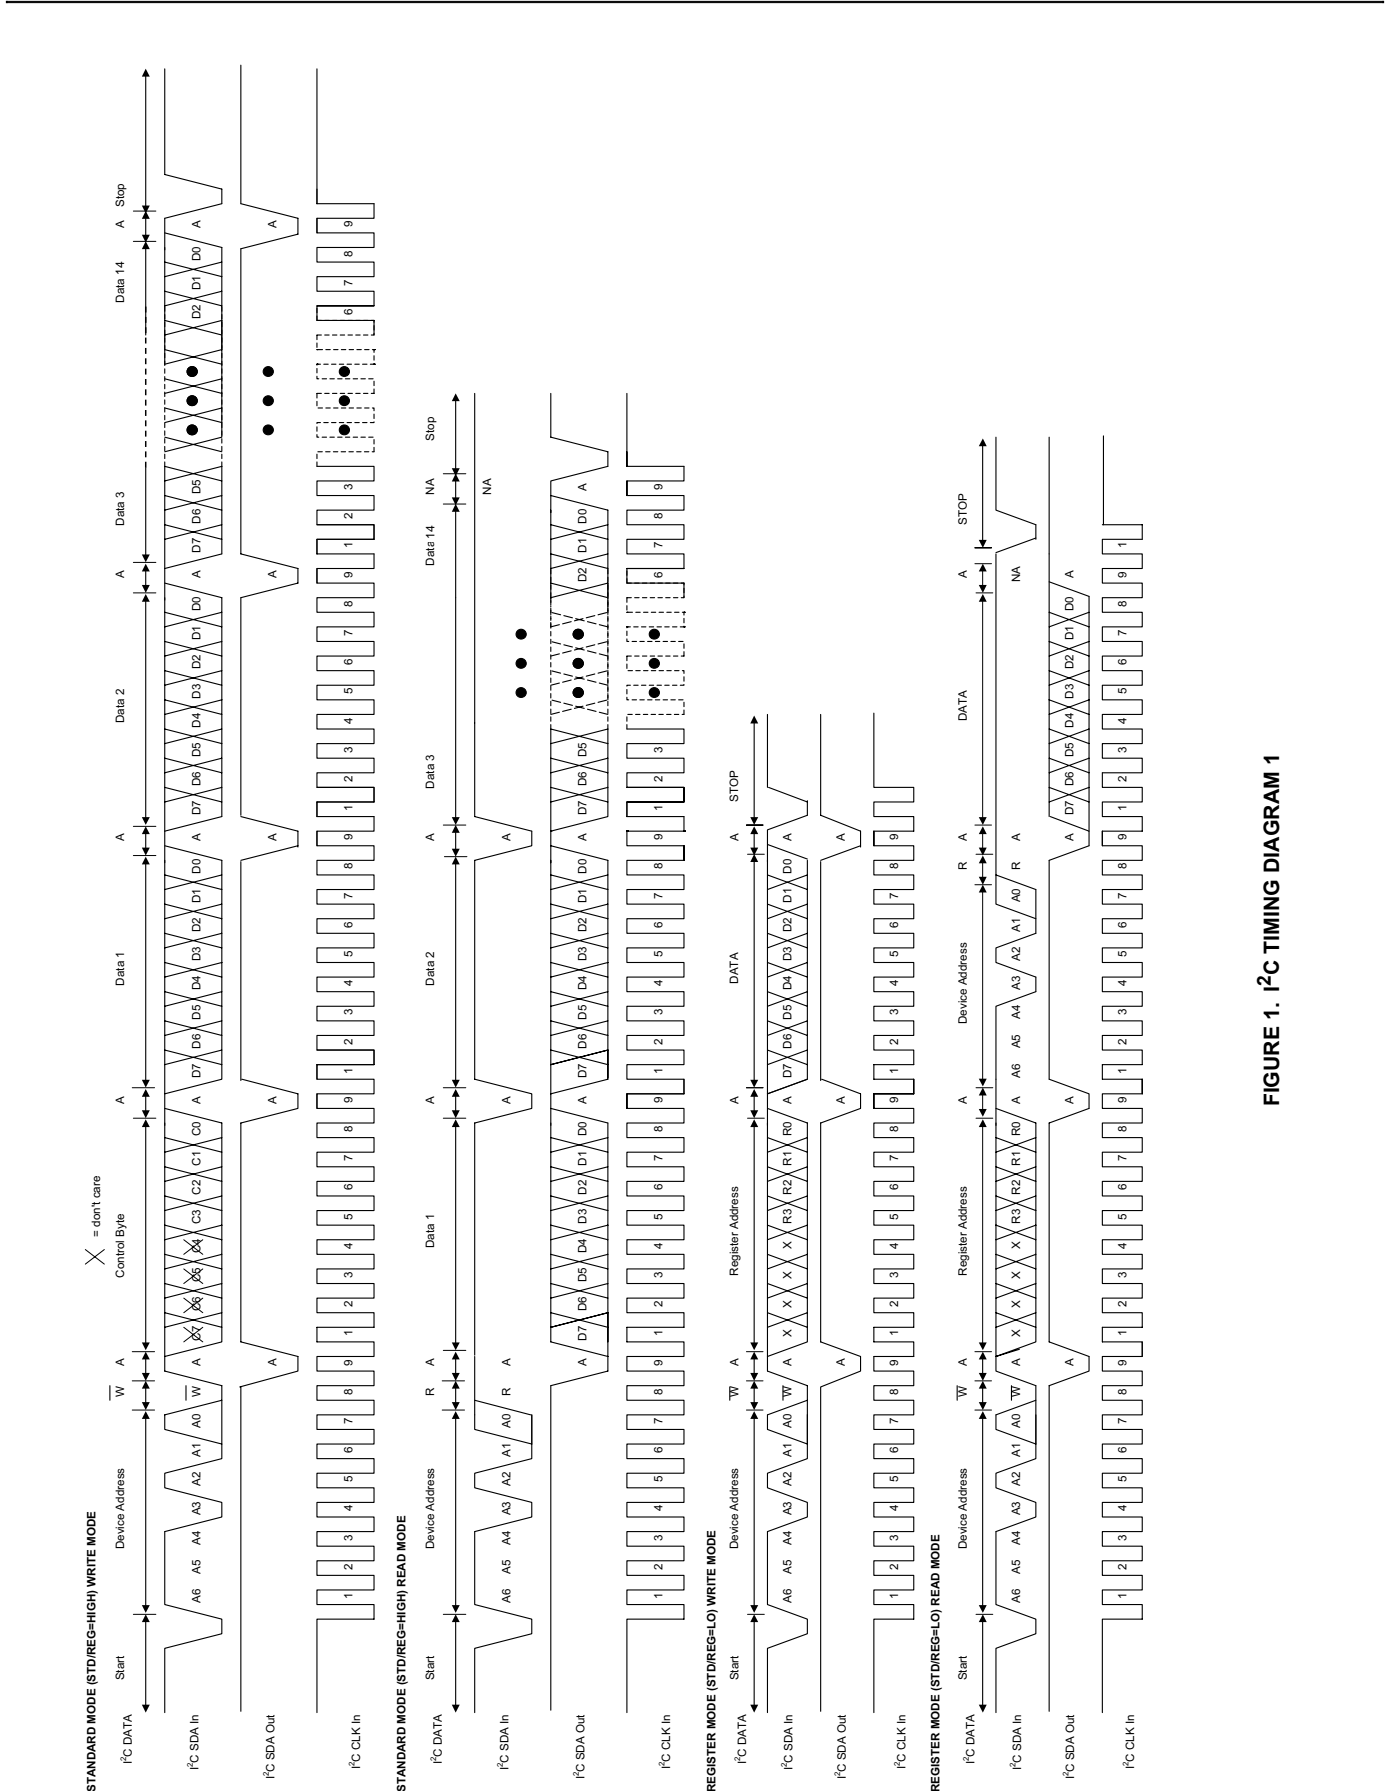 STANDARD MODE (STD/REG=HIGH) WRITE MODE
X = don't care
I²C DATA Start Device Address W̅ A Control Byte A Data 1 A Data 2 A Data 3 Data 14 A Stop
I²C SDA In A6 A5 A4 A3 A2 A1 A0 W̅ A C7 C6 C5 C4 C3 C2 C1 C0 A D7 D6 D5 D4 D3 D2 D1 D0 A D7 D6 D5 D4 D3 D2 D1 D0 A D7 D6 D5 ● ● ● D2 D1 D0 A
I²C SDA Out A A A A ● ● ● A
I²C CLK In 1 2 3 4 5 6 7 8 9 1 2 3 4 5 6 7 8 9 1 2 3 4 5 6 7 8 9 1 2 3 4 5 6 7 8 9 1 2 3 ● ● ● 6 7 8 9
STANDARD MODE (STD/REG=HIGH) READ MODE
I²C DATA Start Device Address R A Data 1 A Data 2 A Data 3 Data 14 NA Stop
I²C SDA In A6 A5 A4 A3 A2 A1 A0 R A A A ● ● ● NA
I²C SDA Out A D7 D6 D5 D4 D3 D2 D1 D0 A D7 D6 D5 D4 D3 D2 D1 D0 A D7 D6 D5 ● ● ● D2 D1 D0 A
I²C CLK In 1 2 3 4 5 6 7 8 9 1 2 3 4 5 6 7 8 9 1 2 3 4 5 6 7 8 9 1 2 3 ● ● ● 6 7 8 9
REGISTER MODE (STD/REG=LO) WRITE MODE
I²C DATA Start Device Address W̅ A Register Address A DATA A STOP
I²C SDA In A6 A5 A4 A3 A2 A1 A0 W̅ A X X X X R3 R2 R1 R0 A D7 D6 D5 D4 D3 D2 D1 D0 A
I²C SDA Out A A A
I²C CLK In 1 2 3 4 5 6 7 8 9 1 2 3 4 5 6 7 8 9 1 2 3 4 5 6 7 8 9
REGISTER MODE (STD/REG=LO) READ MODE
I²C DATA Start Device Address W̅ A Register Address A Device Address R A DATA A STOP
I²C SDA In A6 A5 A4 A3 A2 A1 A0 W̅ A X X X X R3 R2 R1 R0 A A6 A5 A4 A3 A2 A1 A0 R A NA
I²C SDA Out A A A D7 D6 D5 D4 D3 D2 D1 D0 A
I²C CLK In 1 2 3 4 5 6 7 8 9 1 2 3 4 5 6 7 8 9 1 2 3 4 5 6 7 8 9 1 2 3 4 5 6 7 8 9 1
FIGURE 1. I²C TIMING DIAGRAM 1